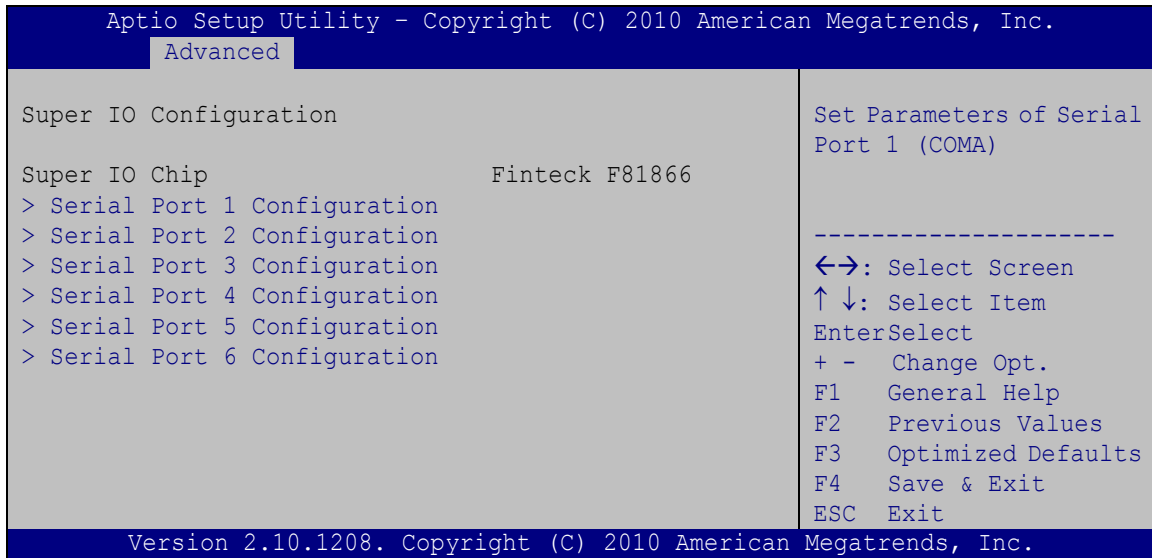 Aptio Setup Utility – Copyright (C) 2010 American Megatrends, Inc.
Advanced
Super IO Configuration
Super IO Chip Finteck F81866
> Serial Port 1 Configuration
> Serial Port 2 Configuration
> Serial Port 3 Configuration
> Serial Port 4 Configuration
> Serial Port 5 Configuration
> Serial Port 6 Configuration
Set Parameters of Serial
Port 1 (COMA)
---------------------
←→: Select Screen
↑ ↓: Select Item
EnterSelect
+ - Change Opt.
F1 General Help
F2 Previous Values
F3 Optimized Defaults
F4 Save & Exit
ESC Exit
Version 2.10.1208. Copyright (C) 2010 American Megatrends, Inc.